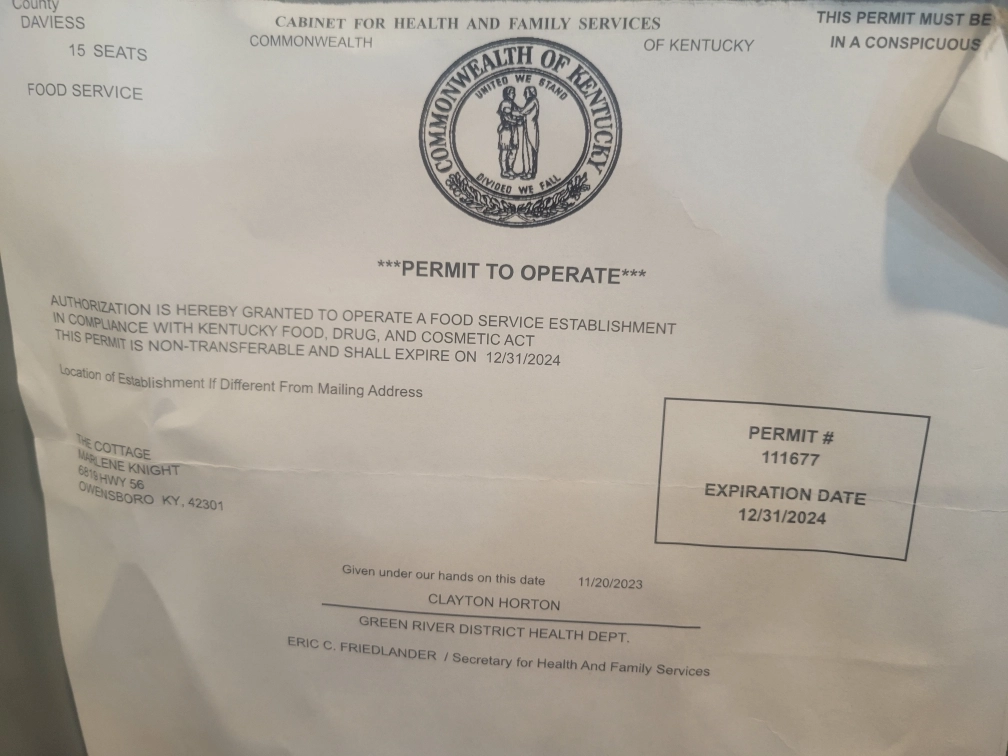 County
DAVIESS
15 SEATS
FOOD SERVICE
CABINET FOR HEALTH AND FAMILY SERVICES
COMMONWEALTH OF KENTUCKY
THIS PERMIT MUST BE
IN A CONSPICUOUS
COMMONWEALTH OF KENTUCKY
UNITED WE STAND
DIVIDED WE FALL
***PERMIT TO OPERATE***
AUTHORIZATION IS HEREBY GRANTED TO OPERATE A FOOD SERVICE ESTABLISHMENT
IN COMPLIANCE WITH KENTUCKY FOOD, DRUG, AND COSMETIC ACT
THIS PERMIT IS NON-TRANSFERABLE AND SHALL EXPIRE ON 12/31/2024
Location of Establishment If Different From Mailing Address
THE COTTAGE
MARLENE KNIGHT
6819 HWY 56
OWENSBORO KY, 42301
PERMIT #
111677
EXPIRATION DATE
12/31/2024
Given under our hands on this date 11/20/2023
CLAYTON HORTON
GREEN RIVER DISTRICT HEALTH DEPT.
ERIC C. FRIEDLANDER / Secretary for Health And Family Services